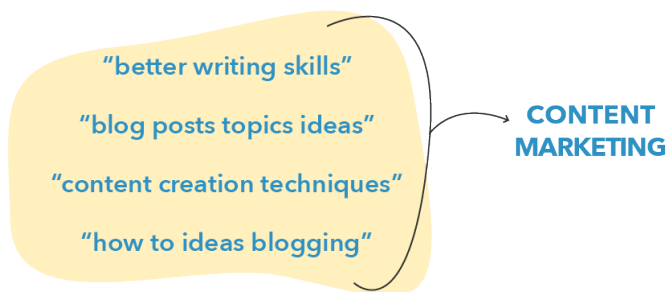 “better writing skills”
“blog posts topics ideas”
“content creation techniques”
“how to ideas blogging”
CONTENT
MARKETING